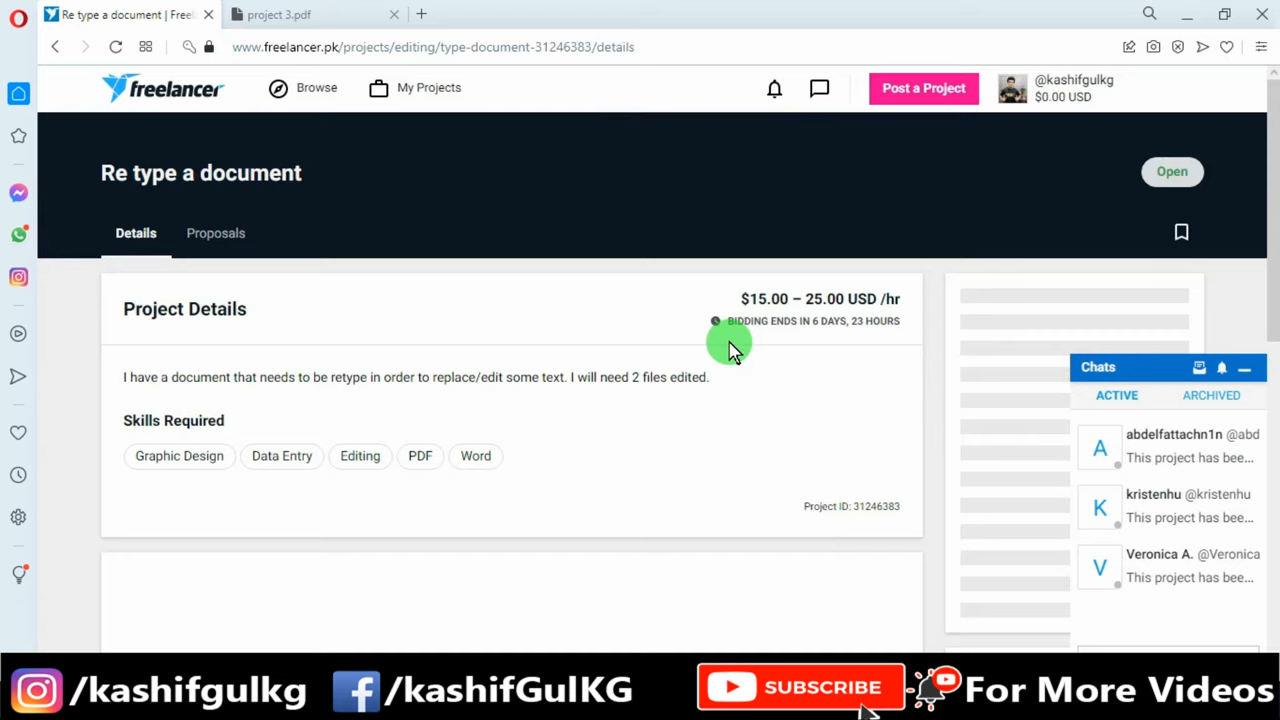 Re type a document | Freel
project 3.pdf
www.freelancer.pk/projects/editing/type-document-31246383/details
freelancer
Browse
My Projects
Post a Project
@kashifgulkg
$0.00 USD
Re type a document
Open
Details
Proposals
Project Details
$15.00 – 25.00 USD /hr
BIDDING ENDS IN 6 DAYS, 23 HOURS
I have a document that needs to be retype in order to replace/edit some text. I will need 2 files edited.
Skills Required
Graphic Design
Data Entry
Editing
PDF
Word
Project ID: 31246383
Chats
ACTIVE
ARCHIVED
A
abdelfattachn1n @abd
This project has bee...
K
kristenhu @kristenhu
This project has bee...
V
Veronica A. @Veronica
This project has bee...
/kashifgulkg
/kashifGulKG
SUBSCRIBE
For More Videos